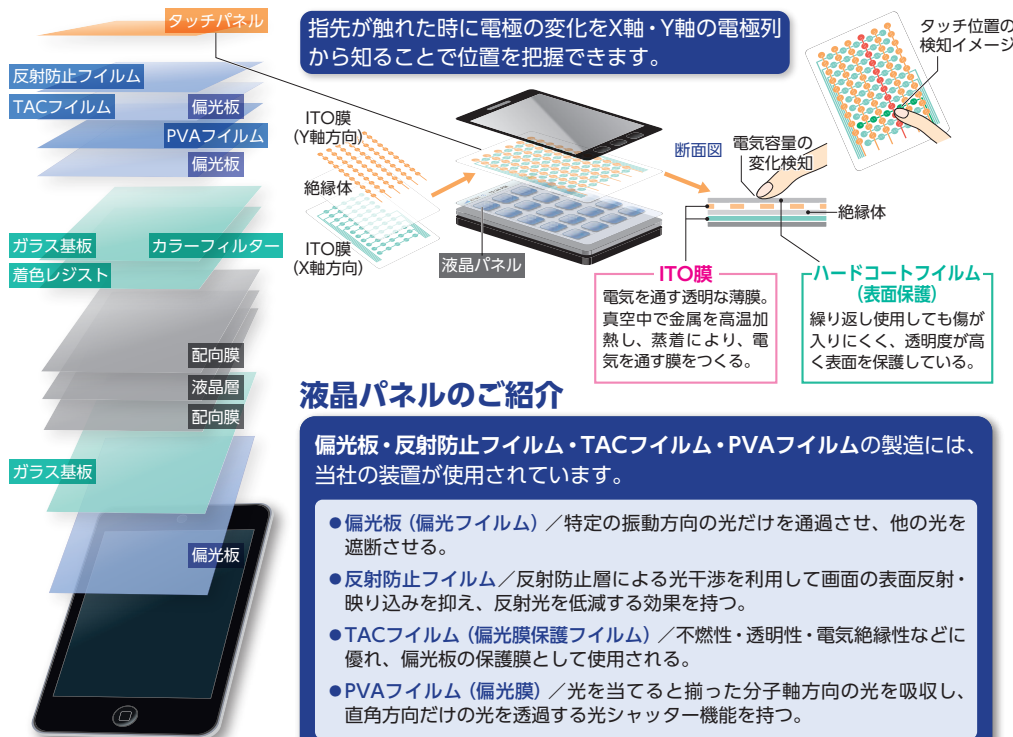 タッチパネル
反射防止フイルム
TACフイルム
偏光板
PVAフイルム
偏光板
ガラス基板
カラーフィルター
着色レジスト
配向膜
液晶層
配向膜
ガラス基板
偏光板
指先が触れた時に電極の変化をX軸・Y軸の電極列
から知ることで位置を把握できます。
ITO膜
(Y軸方向)
絶縁体
ITO膜
(X軸方向)
液晶パネル
断面図
電気容量の
変化検知
絶縁体
タッチ位置の
検知イメージ
ITO膜
電気を通す透明な薄膜。
真空中で金属を高温加
熱し、蒸着により、電
気を通す膜をつくる。
ハードコートフイルム
(表面保護)
繰り返し使用しても傷が
入りにくく、透明度が高
く表面を保護している。
液晶パネルのご紹介
偏光板・反射防止フイルム・TACフイルム・PVAフイルムの製造には、
当社の装置が使用されています。
●偏光板(偏光フイルム)/特定の振動方向の光だけを通過させ、他の光を
遮断させる。
●反射防止フイルム/反射防止層による光干渉を利用して画面の表面反射・
映り込みを抑え、反射光を低減する効果を持つ。
●TACフイルム(偏光膜保護フイルム)/不燃性・透明性・電気絶縁性などに
優れ、偏光板の保護膜として使用される。
●PVAフイルム(偏光膜)/光を当てると揃った分子軸方向の光を吸収し、
直角方向だけの光を透過する光シャッター機能を持つ。